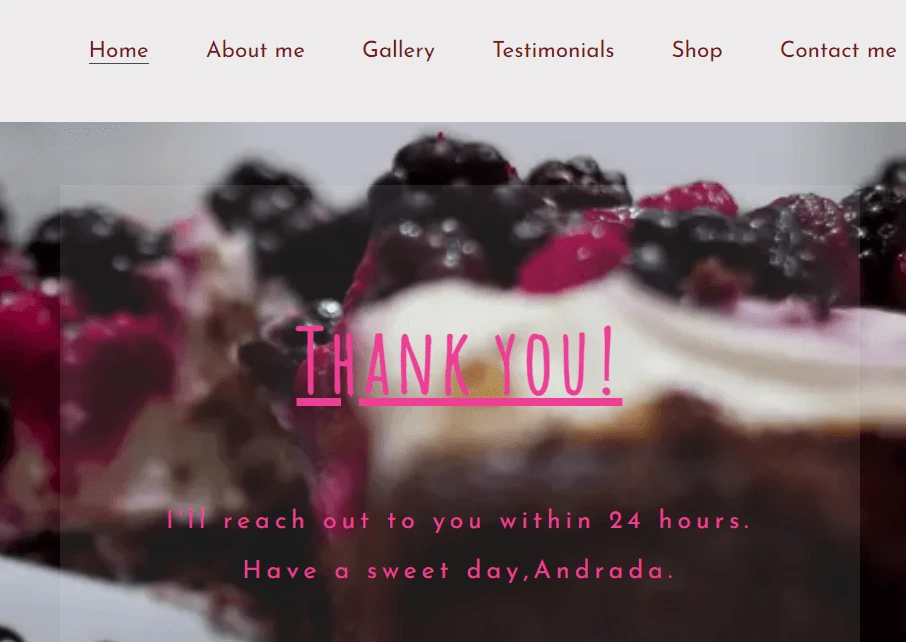 Home About me Gallery Testimonials Shop Contact me
Thank you!
I'll reach out to you within 24 hours.
Have a sweet day,Andrada.